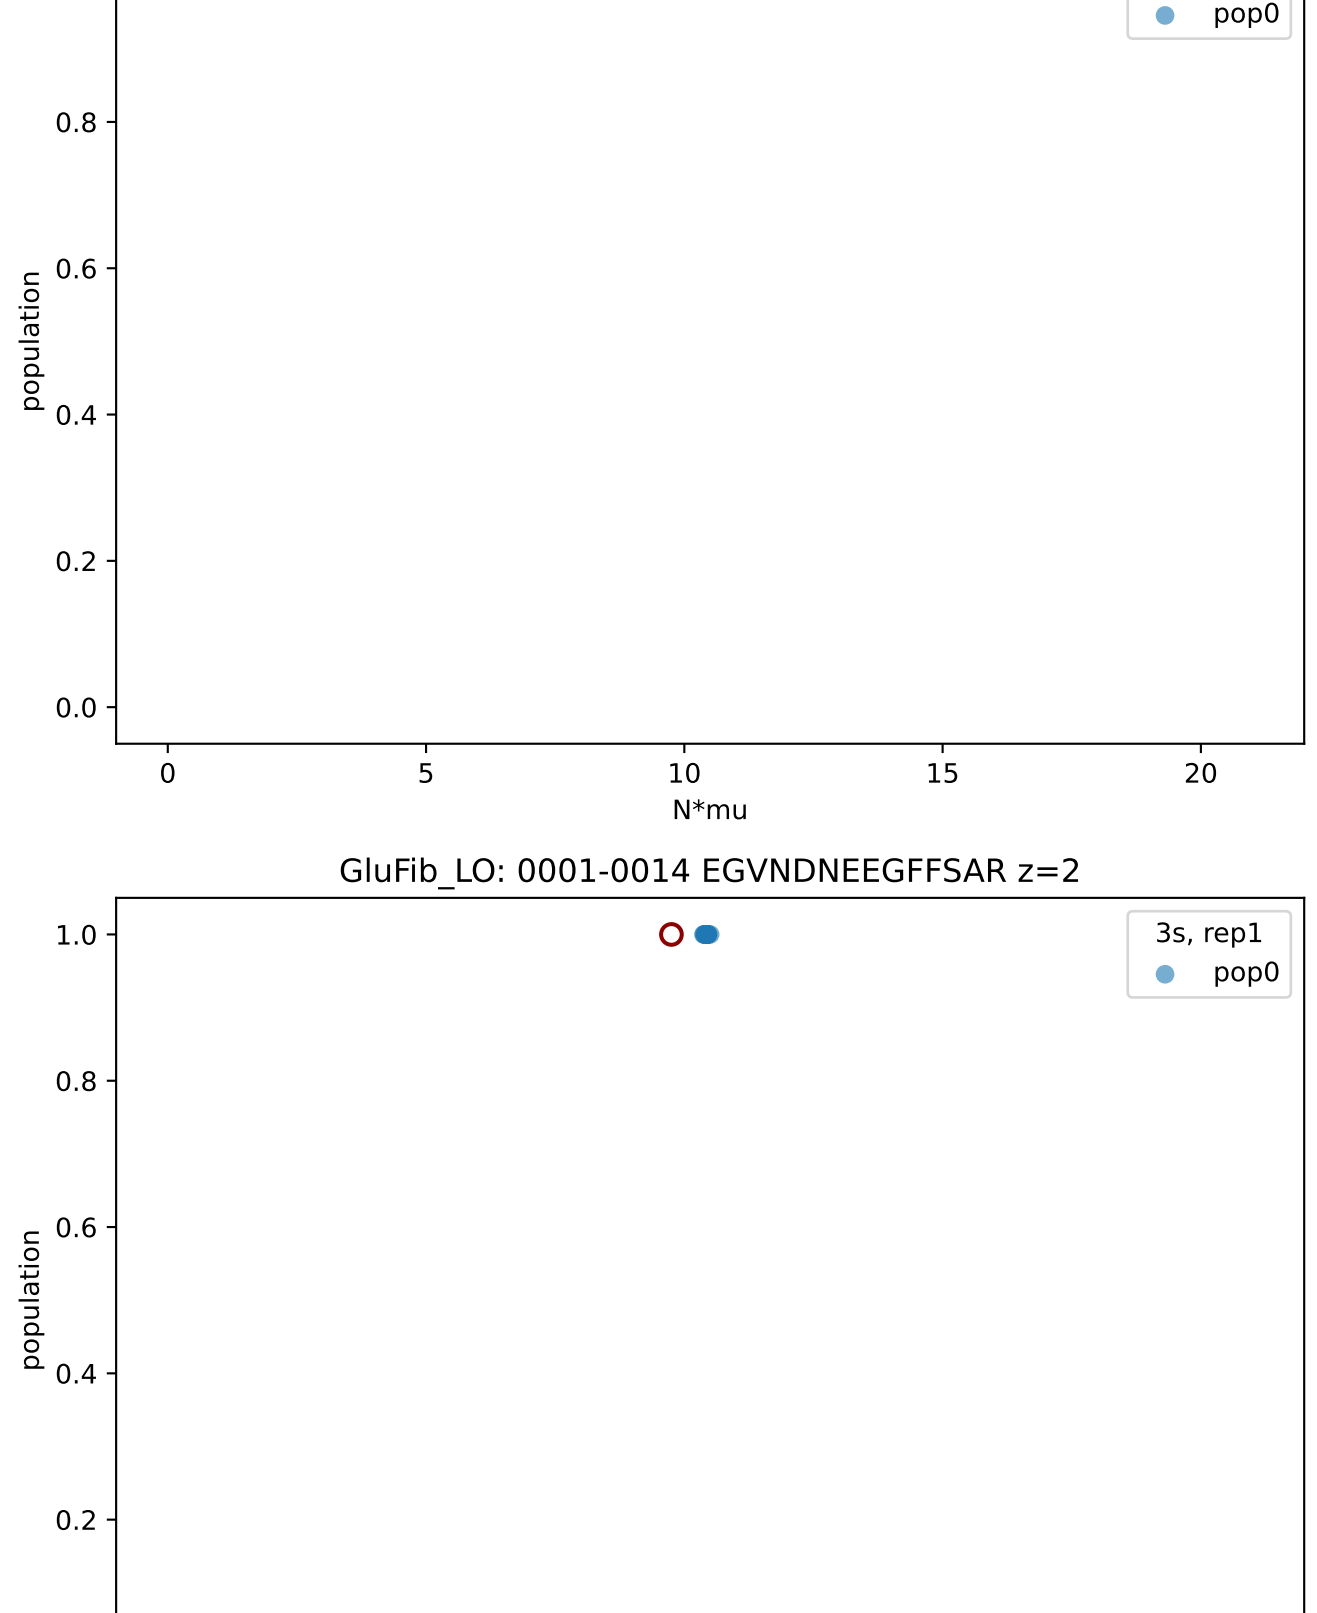 pop0
0.8
0.6
0.4
0.2
0.0
population
0 5 10 15 20
N*mu
GluFib_LO: 0001-0014 EGVNDNEEGFFSAR z=2
3s, rep1
pop0
1.0
0.8
0.6
0.4
0.2
population